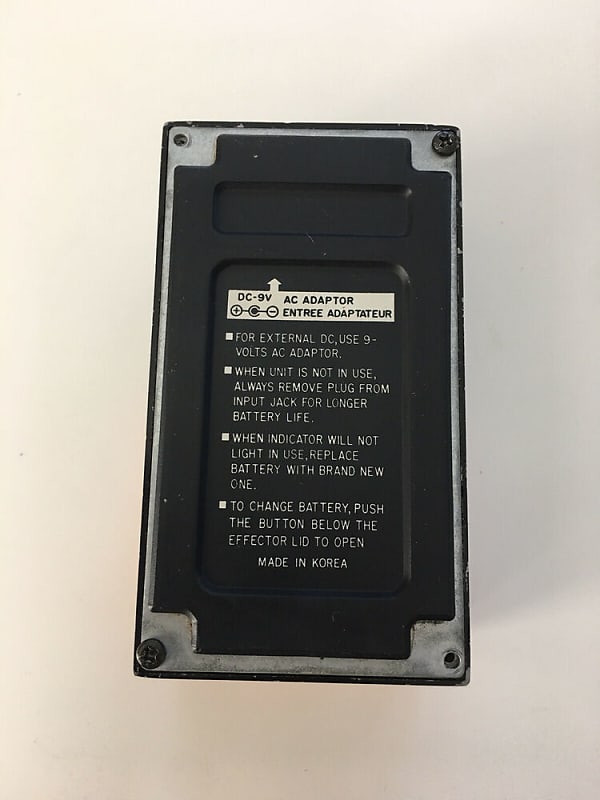 DC-9V AC ADAPTOR
ENTREE ADAPTATEUR
FOR EXTERNAL DC,USE 9-
VOLTS AC ADAPTOR.
WHEN UNIT IS NOT IN USE,
ALWAYS REMOVE PLUG FROM
INPUT JACK FOR LONGER
BATTERY LIFE.
WHEN INDICATOR WILL NOT
LIGHT IN USE,REPLACE
BATTERY WITH BRAND NEW
ONE.
TO CHANGE BATTERY, PUSH
THE BUTTON BELOW THE
EFFECTOR LID TO OPEN
MADE IN KOREA